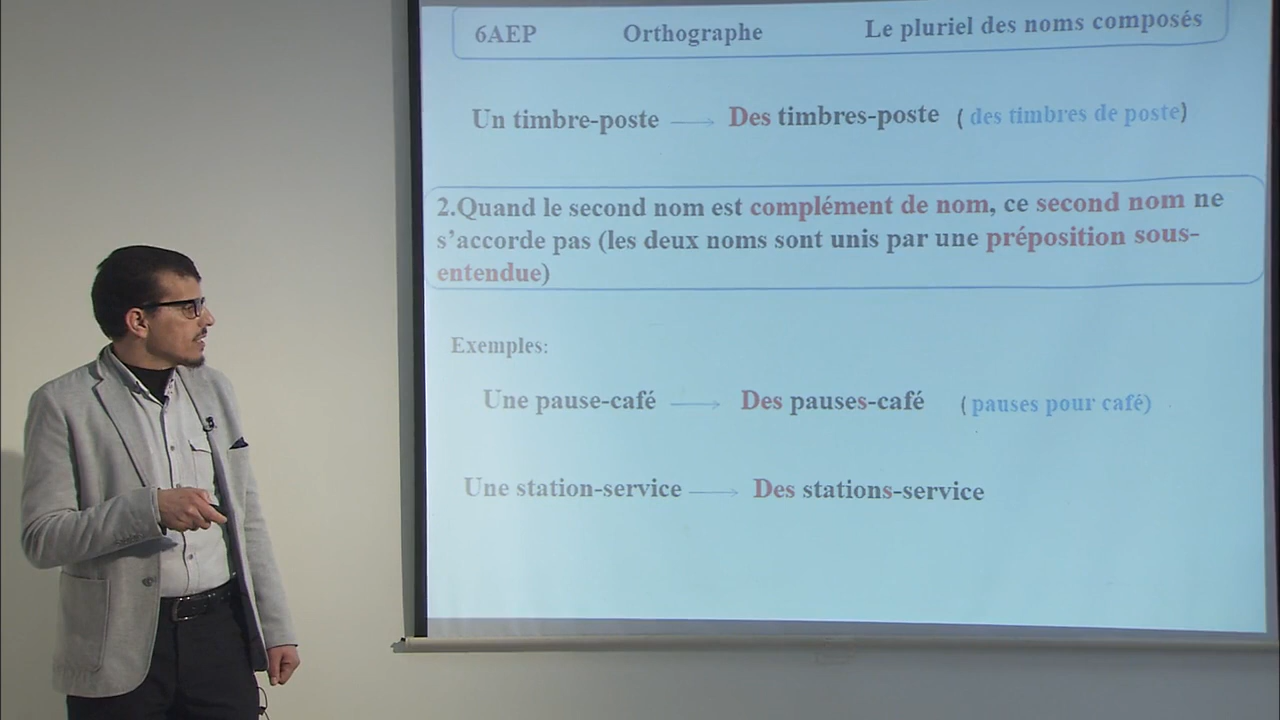 6AEP Orthographe Le pluriel des noms composés
Un timbre-poste → Des timbres-poste ( des timbres de poste)
2.Quand le second nom est complément de nom, ce second nom ne
s’accorde pas (les deux noms sont unis par une préposition sous-
entendue)
Exemples:
Une pause-café → Des pauses-café ( pauses pour café)
Une station-service → Des stations-service